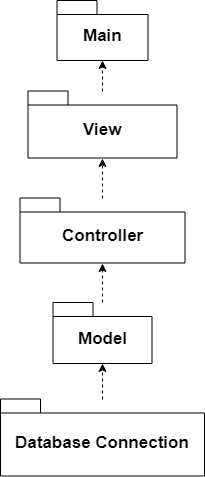 Main
View
Controller
Model
Database Connection